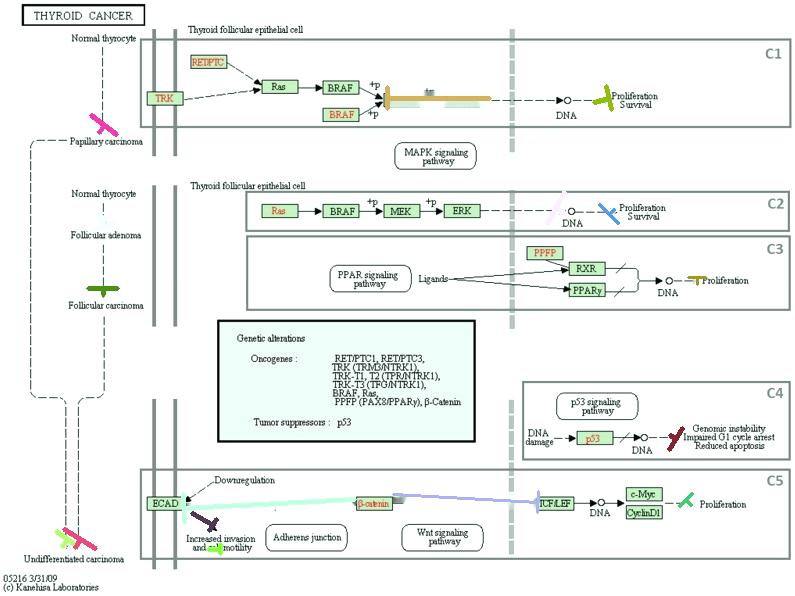 THYROID CANCER
Normal thyrocyte
Thyroid follicular epithelial cell
C1
RET/PTC
TRK
Ras
BRAF
+p
BRAF
+p
DNA
Proliferation
Survival
Papillary carcinoma
MAPK signaling
pathway
Normal thyrocyte
Thyroid follicular epithelial cell
C2
Ras
BRAF
+p
MEK
+p
ERK
DNA
Proliferation
Survival
Follicular adenoma
C3
PPFP
RXR
PPARγ
PPAR signaling
pathway
Ligands
DNA
Proliferation
Follicular carcinoma
Genetic alterations
Oncogenes :
RET/PTC1, RET/PTC3,
TRK (TRM3/NTRK1),
TRK-T1, T2 (TPR/NTRK1),
TRK-T3 (TFG/NTRK1),
BRAF, Ras,
PPFP (PAX8/PPARγ), β-Catenin
Tumor suppressors : p53
C4
p53 signaling
pathway
DNA
damage
p53
DNA
Genomic instability
Impaired G1 cycle arrest
Reduced apoptosis
C5
Downregulation
ECAD
β-catenin
TCF/LEF
DNA
c-Myc
CyclinD1
Proliferation
Increased invasion
and motility
Adherens junction
Wnt signaling
pathway
Undifferentiated carcinoma
05216 3/31/09
(c) Kanehisa Laboratories